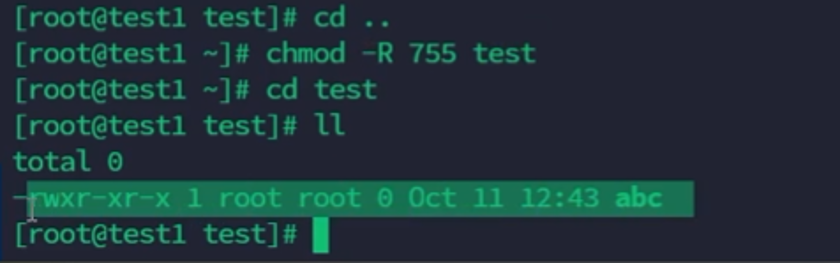 [root@test1 test]# cd ..
[root@test1 ~]# chmod -R 755 test
[root@test1 ~]# cd test
[root@test1 test]# ll
total 0
-rwxr-xr-x 1 root root 0 Oct 11 12:43 abc
[root@test1 test]#